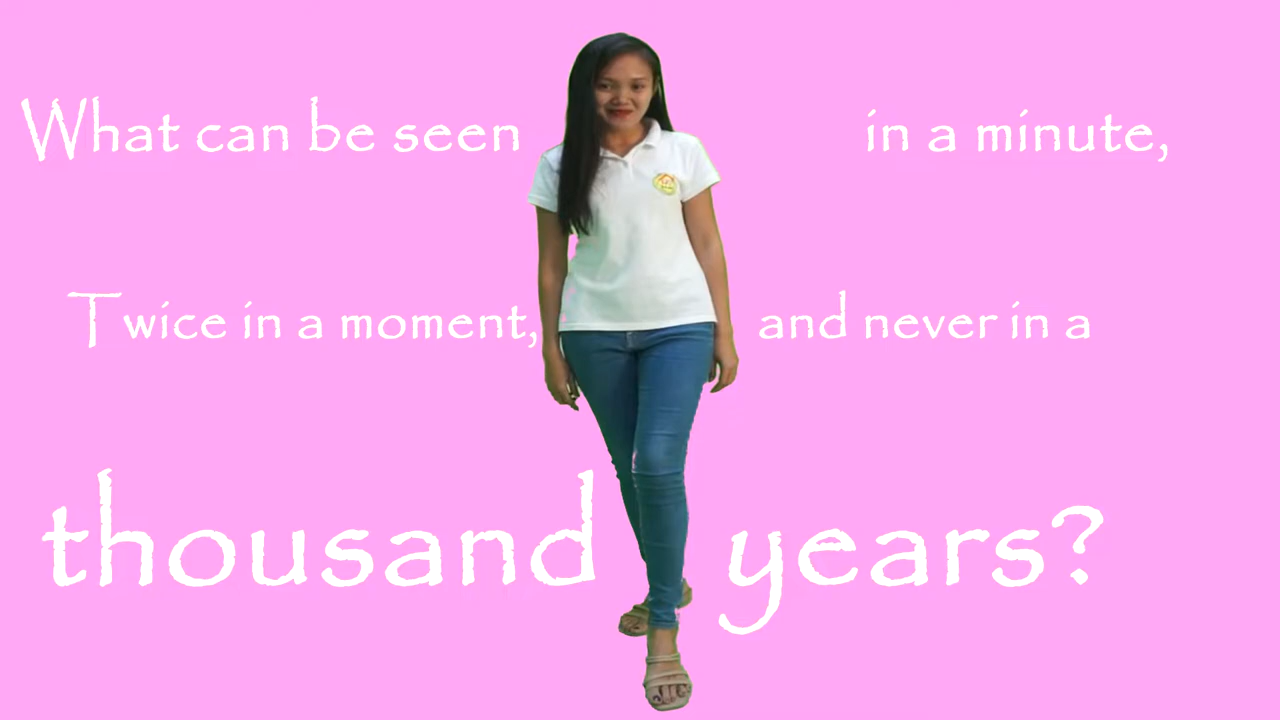 What can be seen in a minute,
Twice in a moment, and never in a
thousand years?